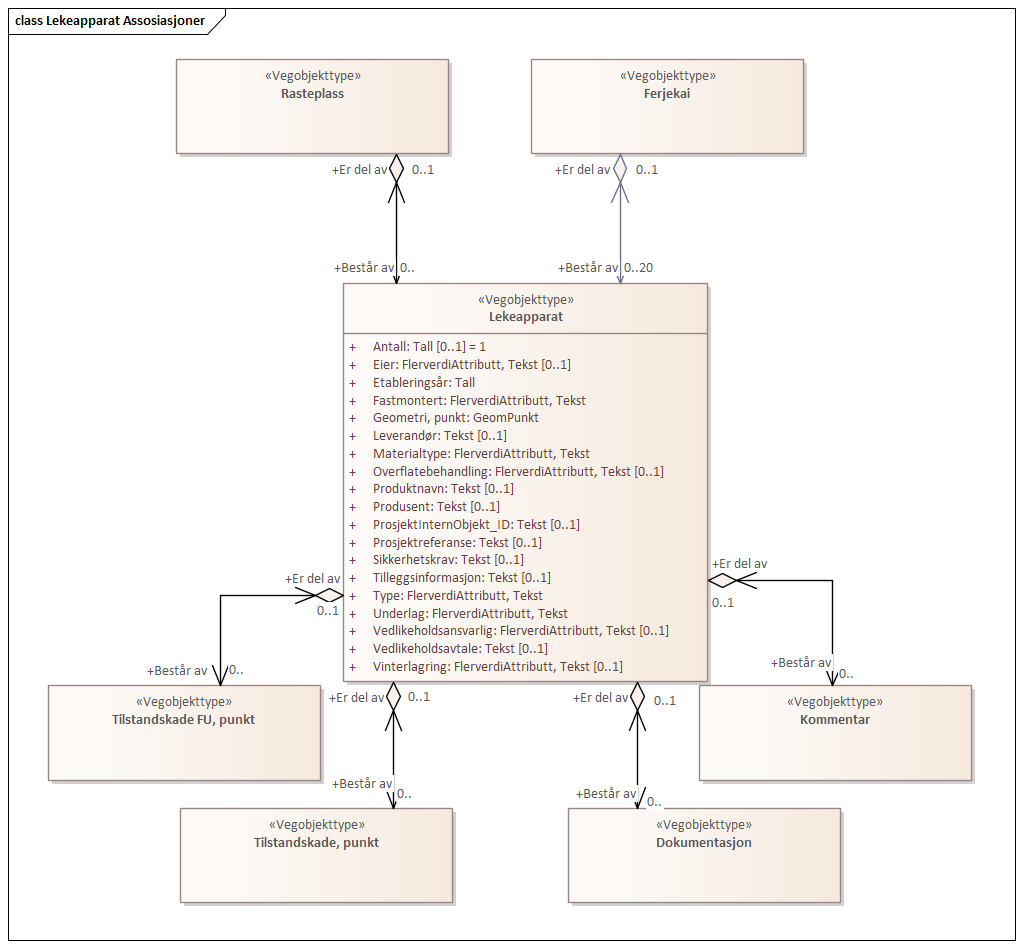 class Lekeapparat Assosiasjoner
«Vegobjekttype»
Rasteplass
«Vegobjekttype»
Ferjekai
+Er del av 0..1
+Er del av 0..1
+Består av 0..
+Består av 0..20
«Vegobjekttype»
Lekeapparat
+ Antall: Tall [0..1] = 1
+ Eier: FlerverdiAttributt, Tekst [0..1]
+ Etableringsår: Tall
+ Fastmontert: FlerverdiAttributt, Tekst
+ Geometri, punkt: GeomPunkt
+ Leverandør: Tekst [0..1]
+ Materialtype: FlerverdiAttributt, Tekst
+ Overflatebehandling: FlerverdiAttributt, Tekst [0..1]
+ Produktnavn: Tekst [0..1]
+ Produsent: Tekst [0..1]
+ ProsjektInternObjekt_ID: Tekst [0..1]
+ Prosjektreferanse: Tekst [0..1]
+ Sikkerhetskrav: Tekst [0..1]
+ Tilleggsinformasjon: Tekst [0..1]
+ Type: FlerverdiAttributt, Tekst
+ Underlag: FlerverdiAttributt, Tekst
+ Vedlikeholdsansvarlig: FlerverdiAttributt, Tekst [0..1]
+ Vedlikeholdsavtale: Tekst [0..1]
+ Vinterlagring: FlerverdiAttributt, Tekst [0..1]
+Er del av
0..1
+Er del av
0..1
+Består av 0..
+Består av 0..
«Vegobjekttype»
Tilstandskade FU, punkt
+Er del av 0..1
+Er del av 0..1
«Vegobjekttype»
Kommentar
+Består av 0..
+Består av 0..
«Vegobjekttype»
Tilstandskade, punkt
«Vegobjekttype»
Dokumentasjon